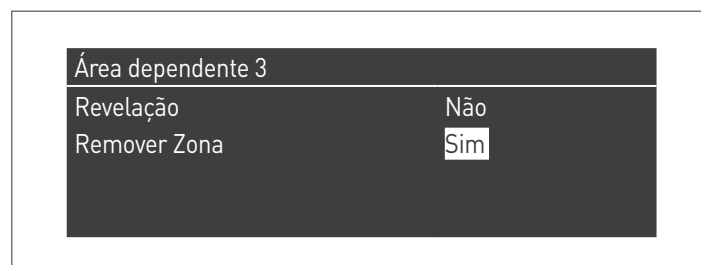 Área dependente 3
Revelação Não
Remover Zona Sim